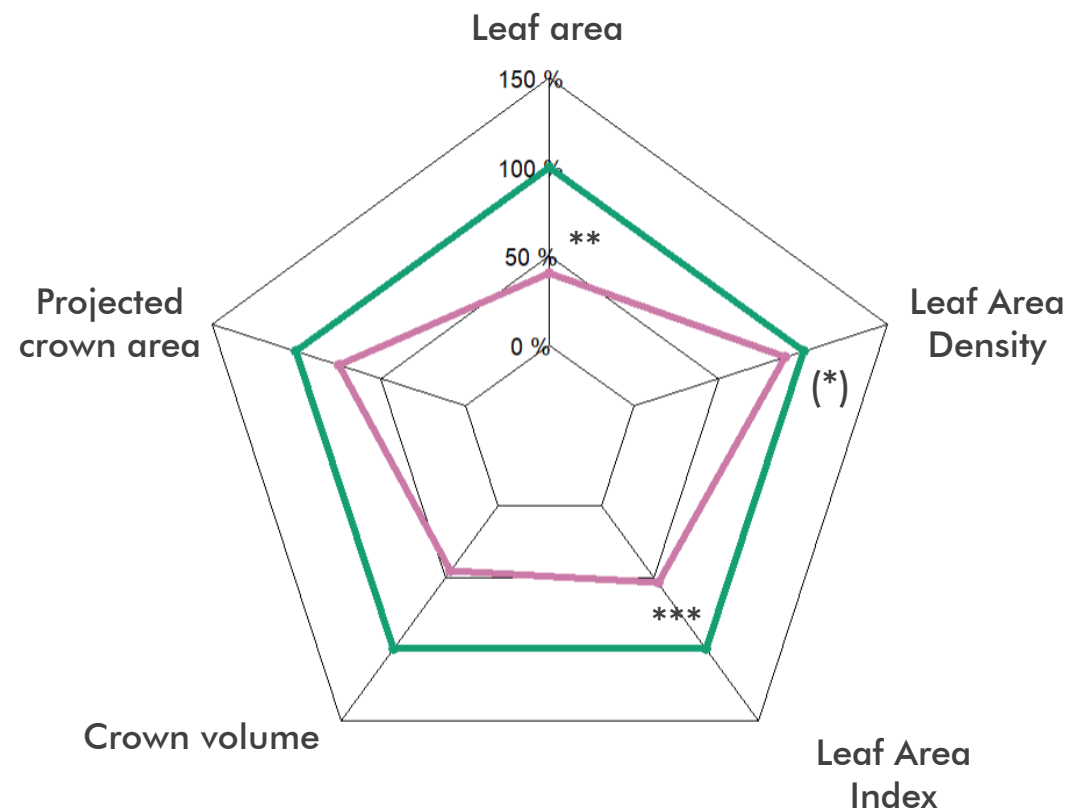 Leaf area
150 %
100 %
**
50 %
Projected
crown area
Leaf Area
Density
0 %
(*)
***
Crown volume
Leaf Area
Index